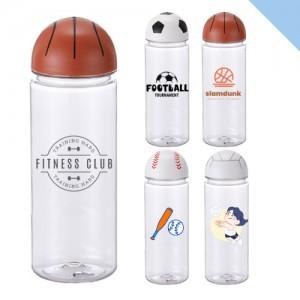 TRAINING HARD
FITNESS CLUB
TRAINING HARD
FOOTBALL
TOURNAMENT
slamdunk